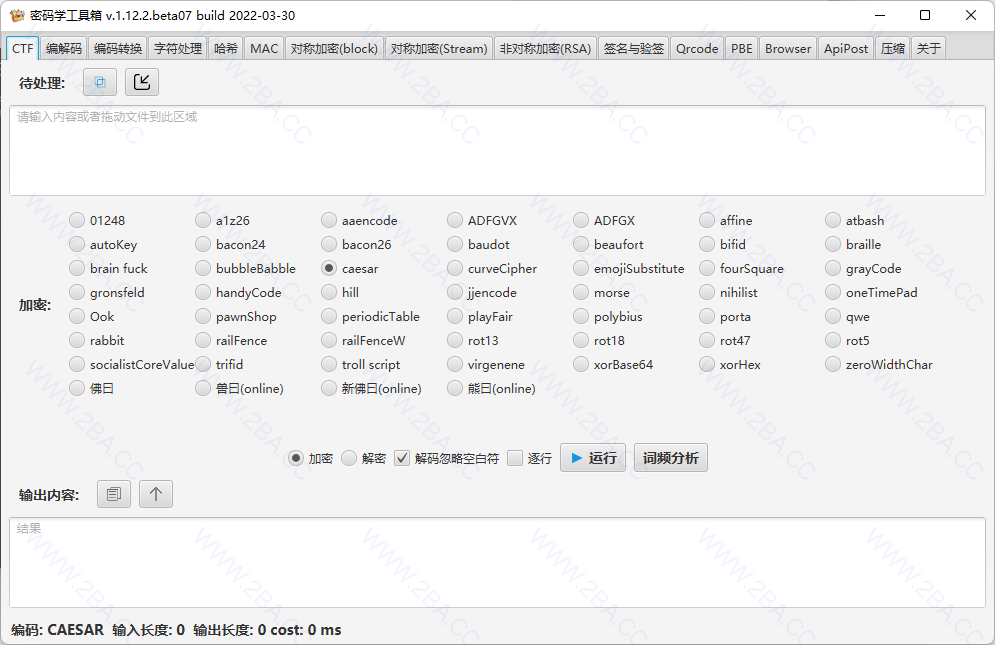 密码学工具箱 v.1.12.2.beta07 build 2022-03-30
CTF 编解码 编码转换 字符处理 哈希 MAC 对称加密(block) 对称加密(Stream) 非对称加密(RSA) 签名与验签 Qrcode PBE Browser ApiPost 压缩 关于
待处理:
请输入内容或者拖动文件到此区域
01248 a1z26 aaencode ADFGVX ADFGX affine atbash
autoKey bacon24 bacon26 baudot beaufort bifid braille
brain fuck bubbleBabble caesar curveCipher emojiSubstitute fourSquare grayCode
gronsfeld handyCode hill jjencode morse nihilist oneTimePad
加密:
Ook pawnShop periodicTable playFair polybius porta qwe
rabbit railFence railFenceW rot13 rot18 rot47 rot5
socialistCoreValue trifid troll script virgenene xorBase64 xorHex zeroWidthChar
佛曰 兽曰(online) 新佛曰(online) 熊曰(online)
加密 解密 解码忽略空白符 逐行 运行 词频分析
输出内容:
结果
编码: CAESAR 输入长度: 0 输出长度: 0 cost: 0 ms
WWW.2BA.CC